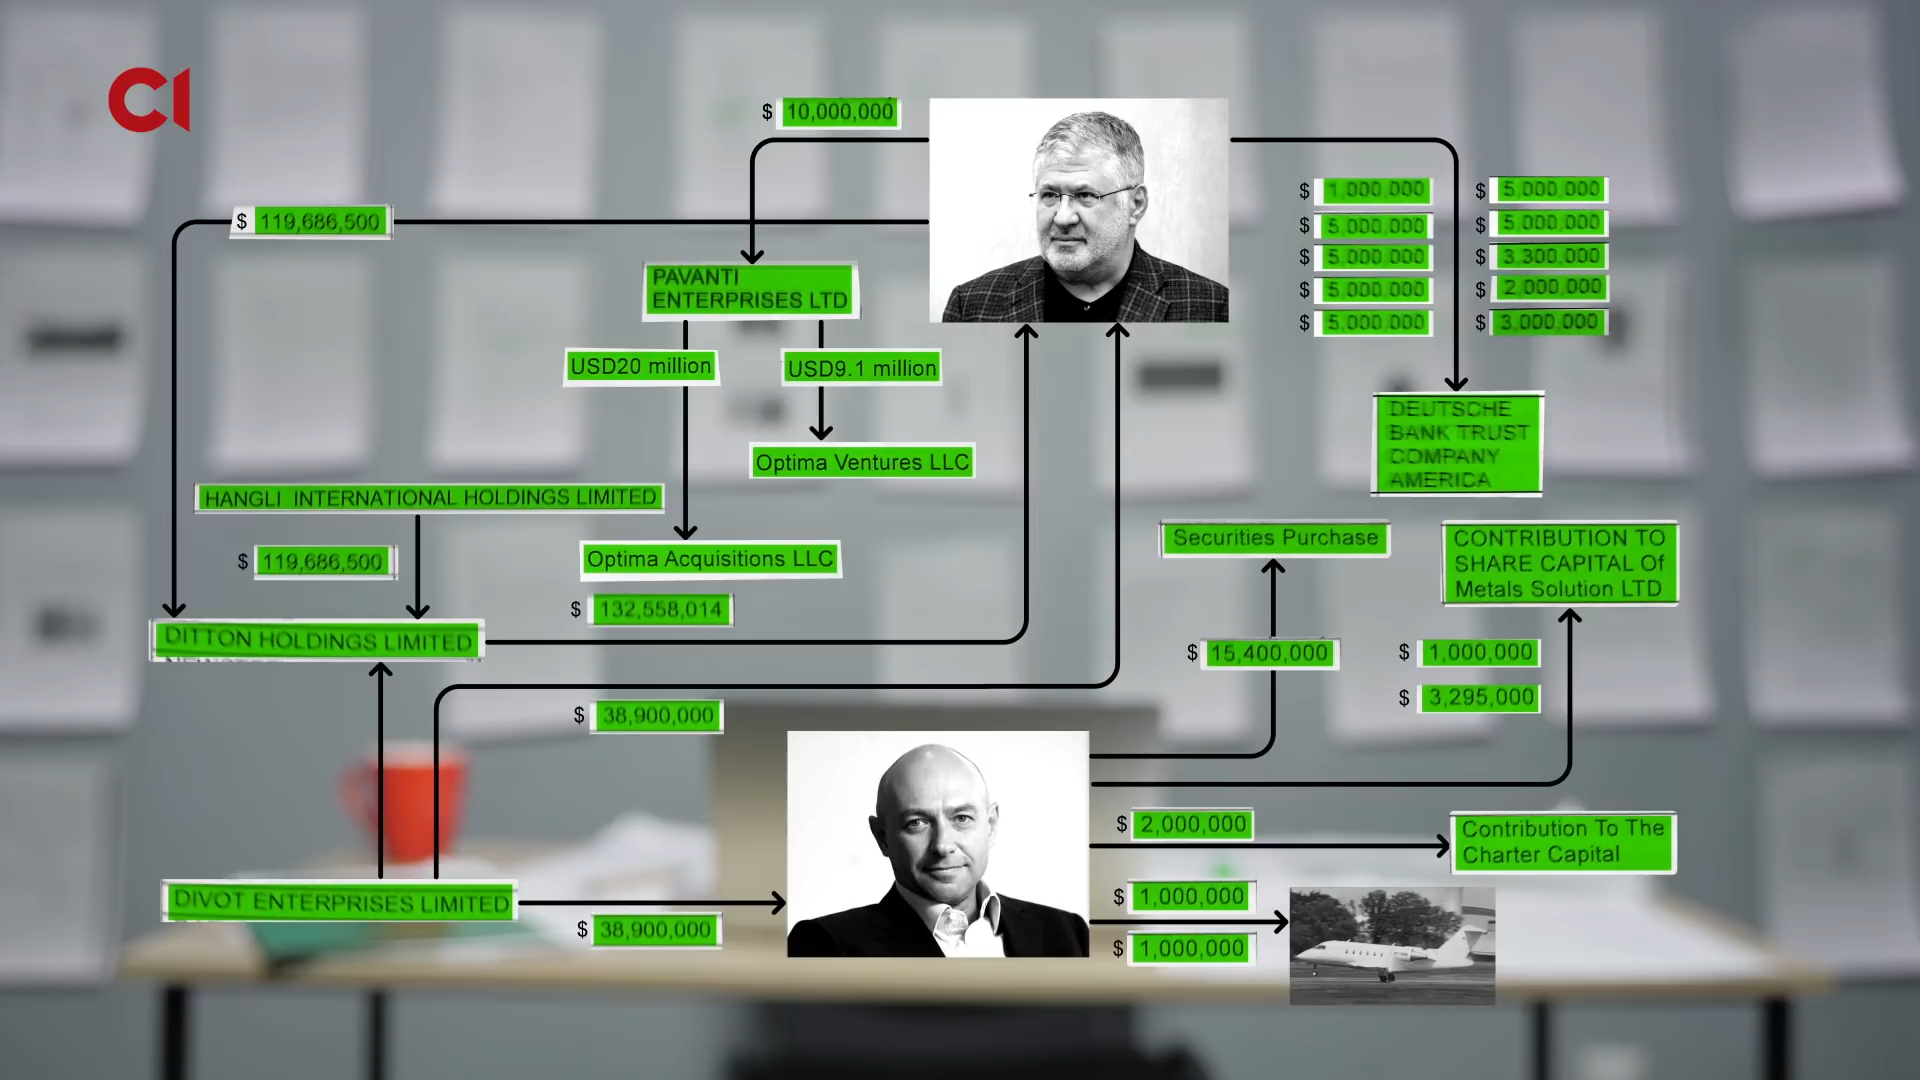 CI
$ 10,000,000
$ 119,686,500
$ 1,000,000
$ 5,000,000
$ 5,000,000
$ 5,000,000
$ 5,000,000
$ 5,000,000
$ 5,000,000
$ 3,300,000
$ 2,000,000
$ 3,000,000
PAVANTI
ENTERPRISES LTD
USD20 million
USD9.1 million
Optima Ventures LLC
DEUTSCHE
BANK TRUST
COMPANY
AMERICA
HANGLI INTERNATIONAL HOLDINGS LIMITED
$ 119,686,500
Optima Acquisitions LLC
$ 132,558,014
DITTON HOLDINGS LIMITED
Securities Purchase
CONTRIBUTION TO
SHARE CAPITAL Of
Metals Solution LTD
$ 15,400,000
$ 1,000,000
$ 3,295,000
$ 38,900,000
$ 2,000,000
Contribution To The
Charter Capital
DIVOT ENTERPRISES LIMITED
$ 38,900,000
$ 1,000,000
$ 1,000,000